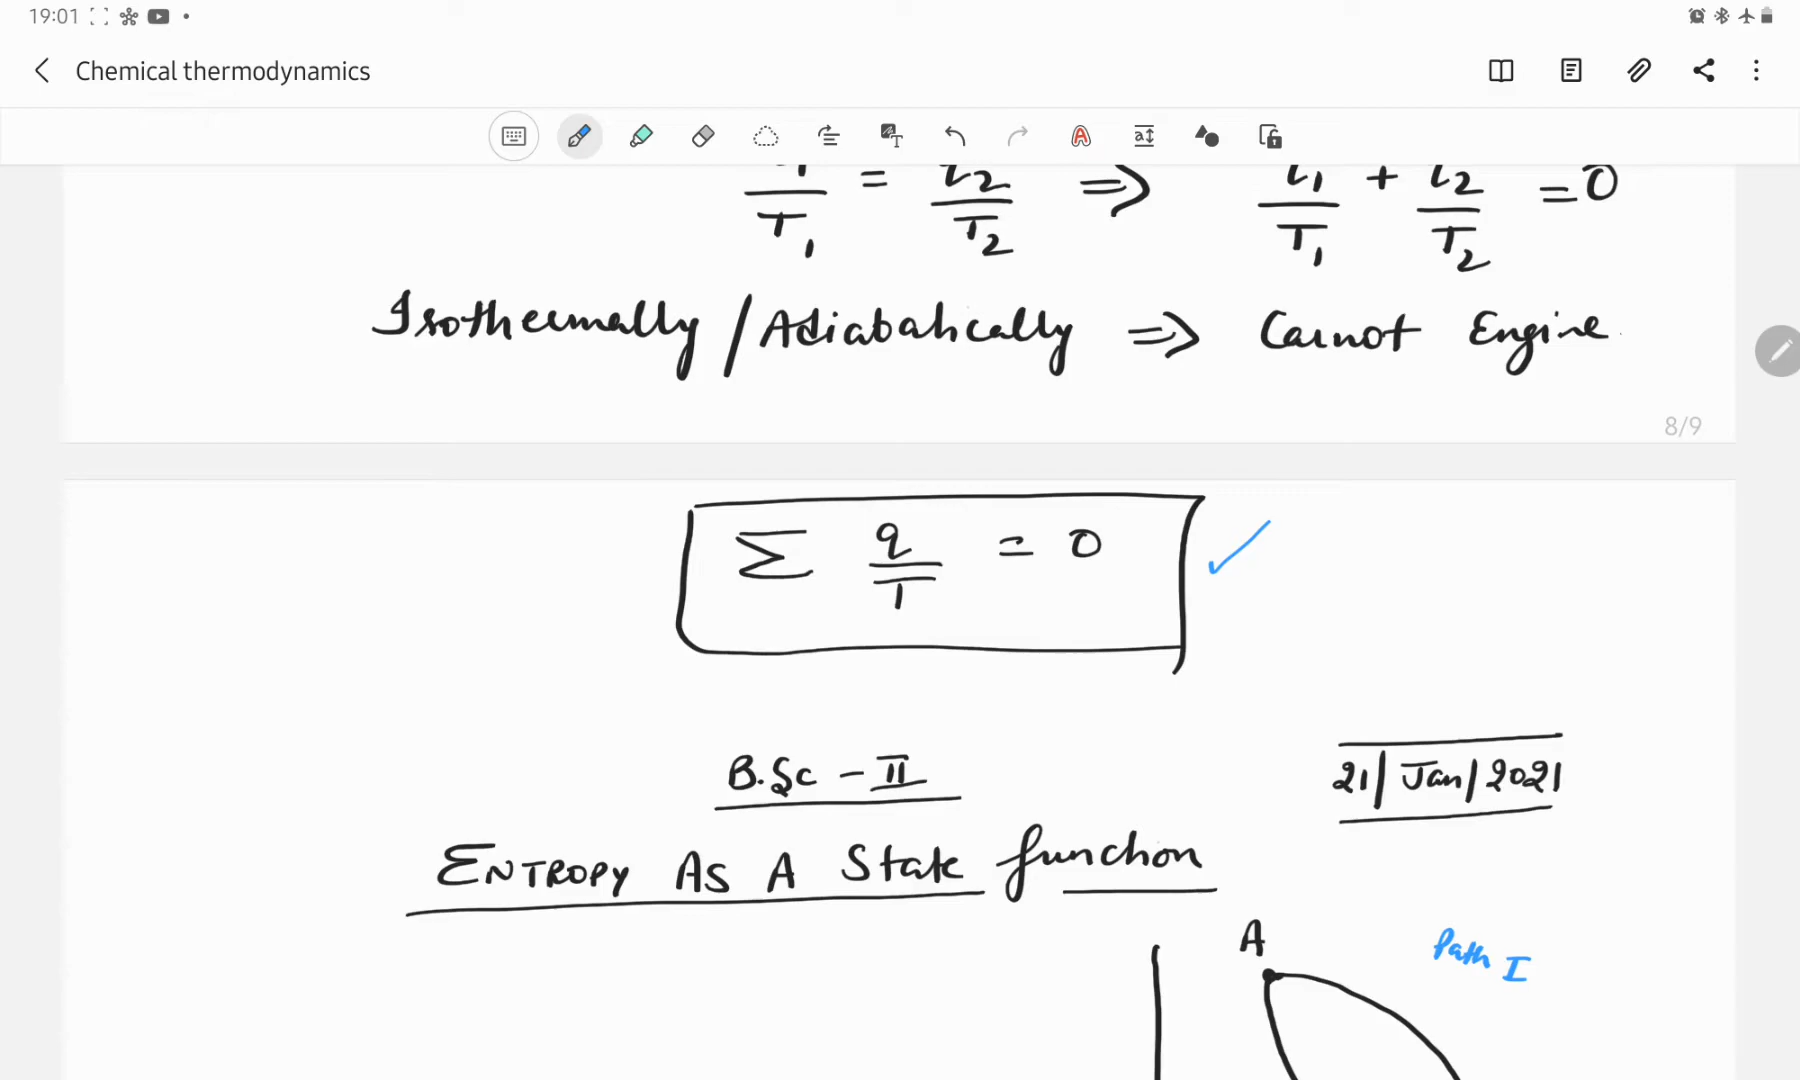 19:01
Chemical thermodynamics
T1 = T2 ⇒ T1 + T2 = 0
Isothermally / Adiabatically ⇒ Carnot Engine
8/9
Σ q/T = 0
B.Sc - II
21/Jan/2021
ENTROPY AS A State function
A
Path I